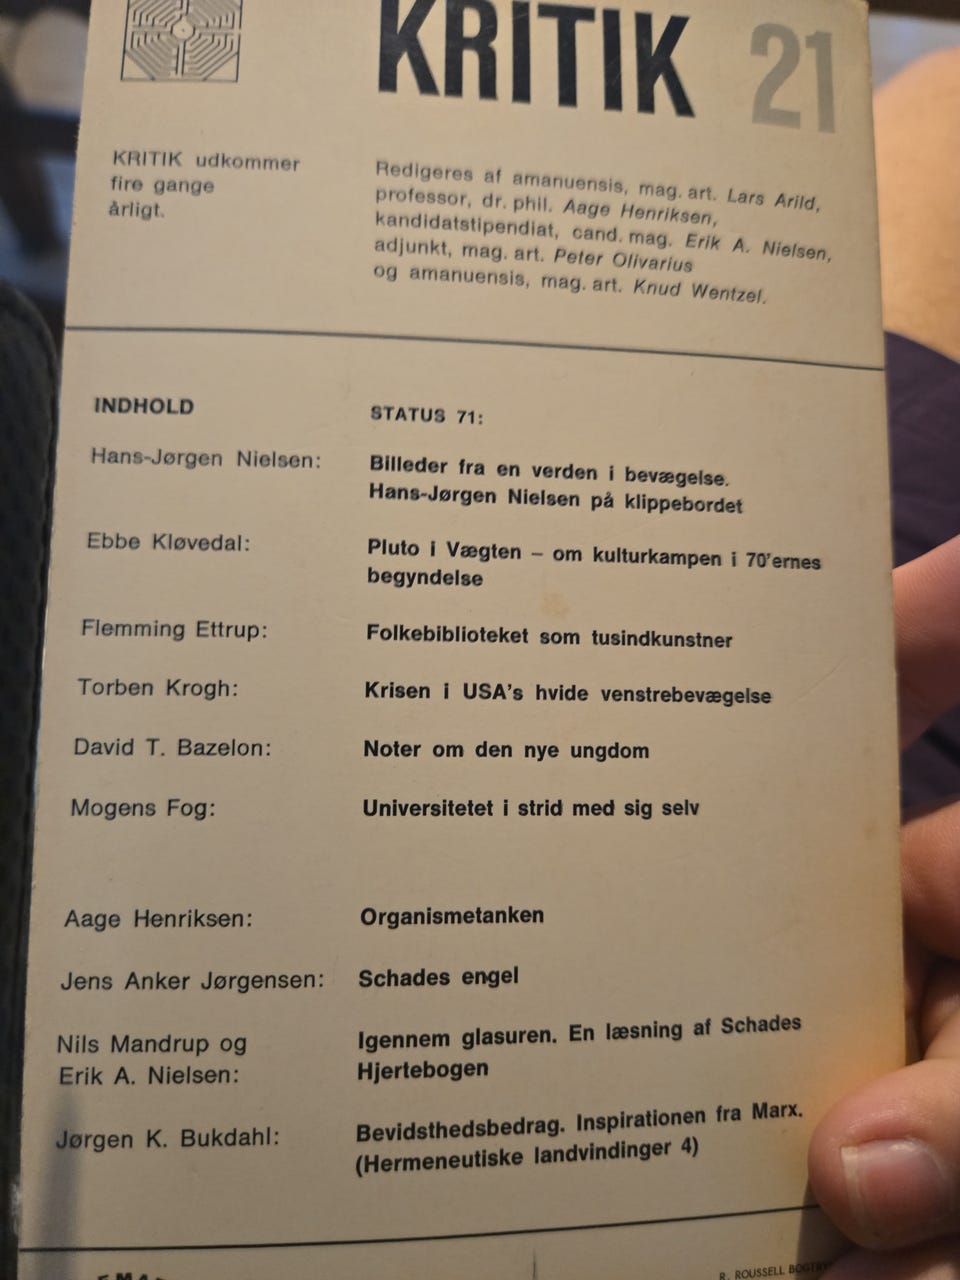 KRITIK 21
KRITIK udkommer
fire gange
årligt.
Redigeres af amanuensis, mag. art. Lars Arild,
professor, dr. phil. Aage Henriksen,
kandidatstipendiat, cand. mag. Erik A. Nielsen,
adjunkt, mag. art. Peter Olivarius
og amanuensis, mag. art. Knud Wentzel.
INDHOLD
STATUS 71:
Hans-Jørgen Nielsen:
Billeder fra en verden i bevægelse.
Hans-Jørgen Nielsen på klippebordet
Ebbe Kløvedal:
Pluto i Vægten – om kulturkampen i 70'ernes
begyndelse
Flemming Ettrup:
Folkebiblioteket som tusindkunstner
Torben Krogh:
Krisen i USA's hvide venstrebevægelse
David T. Bazelon:
Noter om den nye ungdom
Mogens Fog:
Universitetet i strid med sig selv
Aage Henriksen:
Organismetanken
Jens Anker Jørgensen:
Schades engel
Nils Mandrup og
Erik A. Nielsen:
Igennem glasuren. En læsning af Schades
Hjertebogen
Jørgen K. Bukdahl:
Bevidsthedsbedrag. Inspirationen fra Marx.
(Hermeneutiske landvindinger 4)
R. ROUSSELL